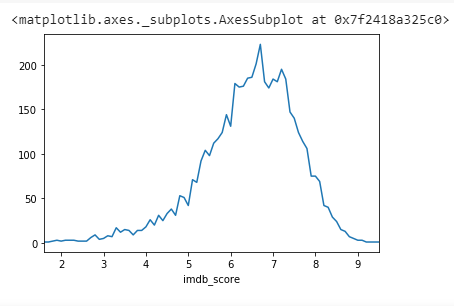 <matplotlib.axes._subplots.AxesSubplot at 0x7f2418a325c0>
200
150
100
50
0
2 3 4 5 6 7 8 9
imdb_score